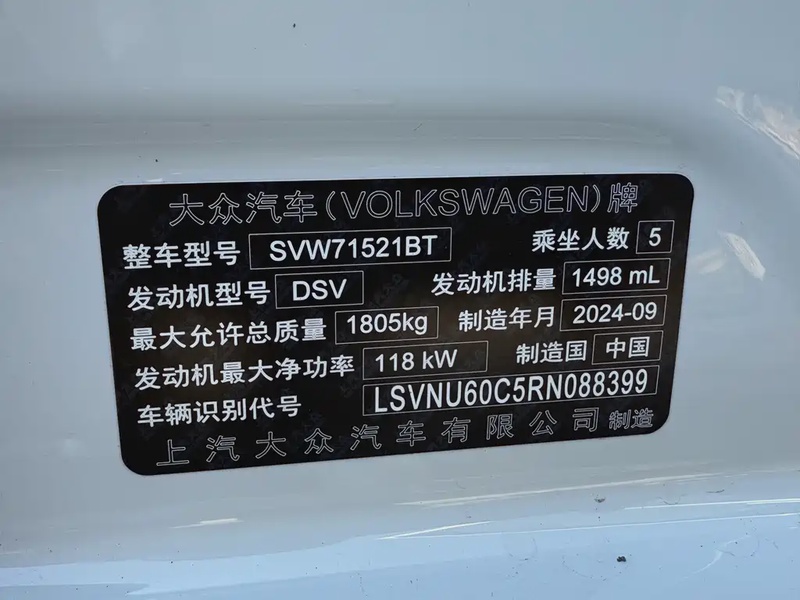 大众汽车(VOLKSWAGEN)牌
整车型号 SVW71521BT 乘坐人数 5
发动机型号 DSV 发动机排量 1498 mL
最大允许总质量 1805kg 制造年月 2024-09
发动机最大净功率 118 kW 制造国 中国
车辆识别代号 LSVNU60C5RN088399
上汽大众汽车有限公司制造